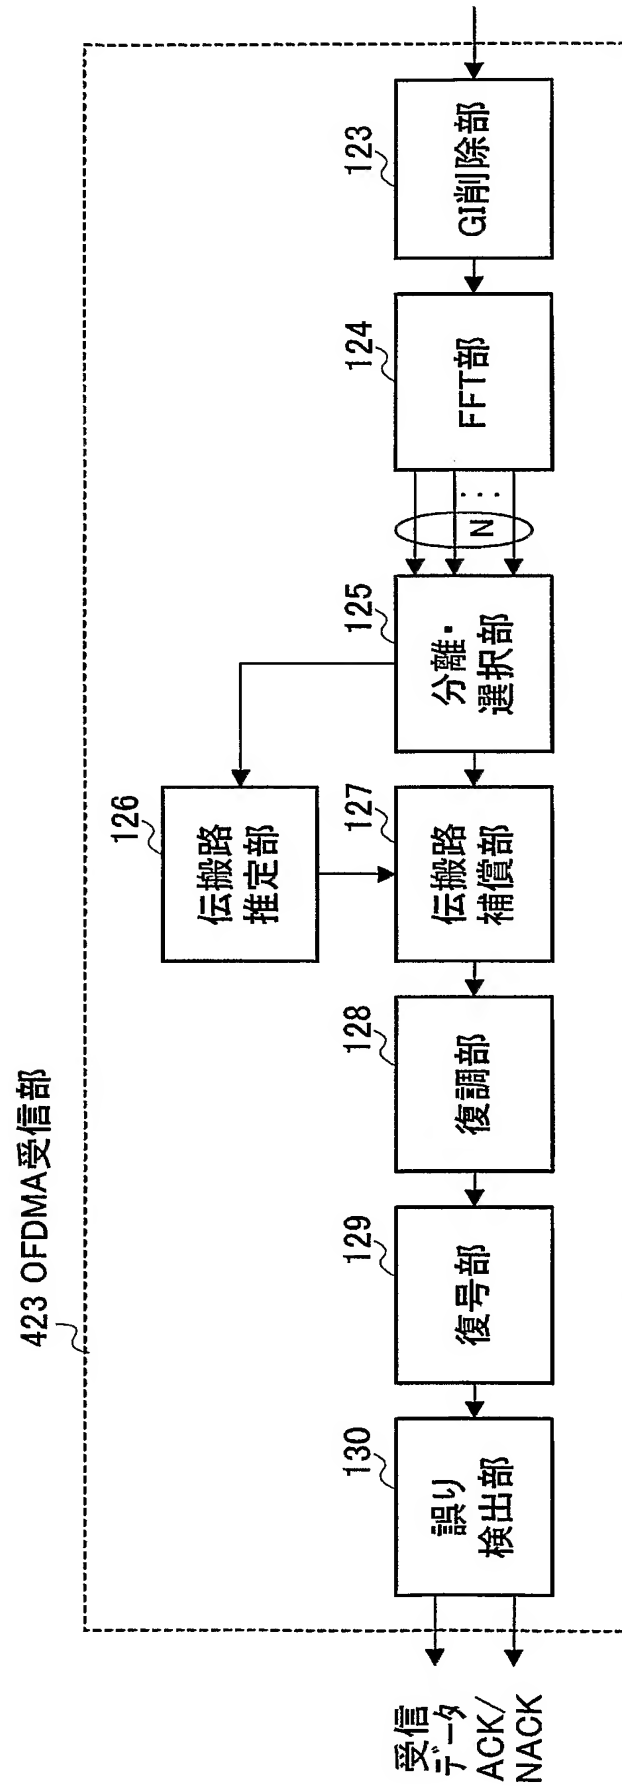 423 OFDMA受信部
123
GI削除部
124
FFT部
N
...
125
分離・
選択部
126
伝搬路
推定部
127
伝搬路
補償部
128
復調部
129
復号部
130
誤り
検出部
受信
データ
ACK/
NACK